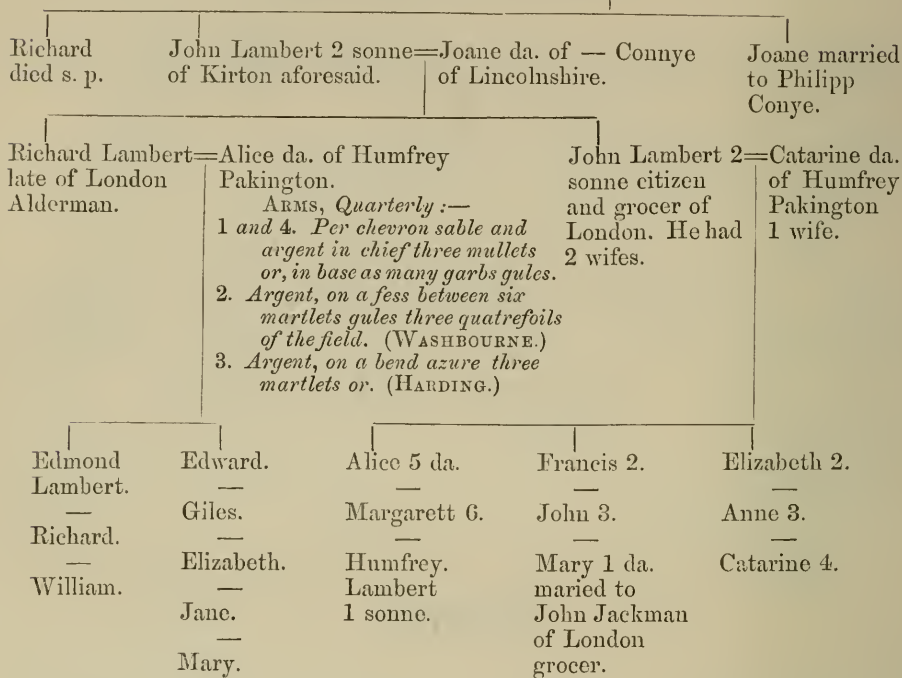 Richard
died s. p.
John Lambert 2 sonne=Joane da. of — Connye
of Kirton aforesaid. of Lincolnshire.
Joane married
to Philipp
Conye.
Richard Lambert=Alice da. of Humfrey
late of London Pakington.
Alderman.
ARMS, Quarterly :—
1 and 4. Per chevron sable and
argent in chief three mullets
or, in base as many garbs gules.
2. Argent, on a fess between six
martlets gules three quatrefoils
of the field. (WASHBOURNE.)
3. Argent, on a bend azure three
martlets or. (HARDING.)
John Lambert 2=Catarine da.
sonne citizen of Humfrey
and grocer of Pakington
London. He had 1 wife.
2 wifes.
Edmond
Lambert.
—
Richard.
—
William.
Edward.
—
Giles.
—
Elizabeth.
—
Jane.
—
Mary.
Alice 5 da.
—
Margarett 6.
—
Humfrey.
Lambert
1 sonne.
Francis 2.
—
John 3.
—
Mary 1 da.
maried to
John Jackman
of London
grocer.
Elizabeth 2.
—
Anne 3.
—
Catarine 4.